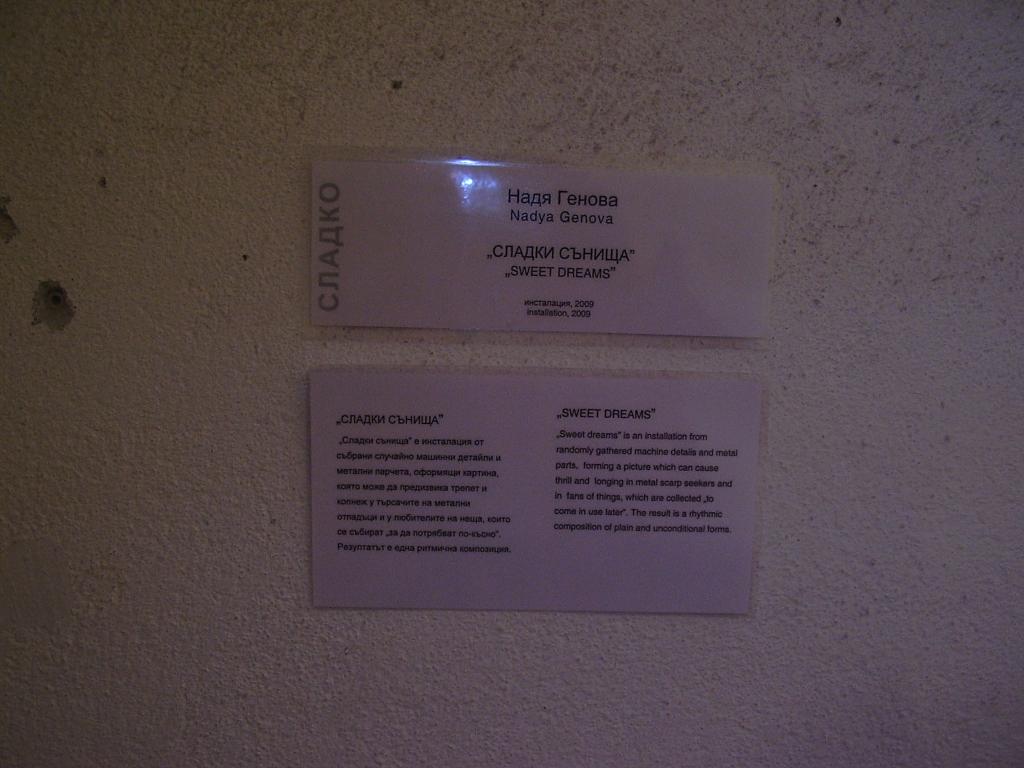 СЛАДКО
Надя Генова
Nadya Genova
„СЛАДКИ СЪНИЩА”
„SWEET DREAMS”
инсталация, 2009
installation, 2009
„СЛАДКИ СЪНИЩА”
„Сладки сънища” е инсталация от
събрани случайно машинни детайли и
метални парчета, оформящи картина,
която може да предизвика трепет и
копнеж у търсачите на метални
отпадъци и у любителите на неща, които
се събират „за да потрябват по-късно”.
Резултатът е една ритмична композиция.
„SWEET DREAMS”
„Sweet dreams” is an installation from
randomly gathered machine details and metal
parts, forming a picture which can cause
thrill and longing in metal scarp seekers and
in fans of things, which are collected „to
come in use later”. The result is a rhythmic
composition of plain and unconditional forms.